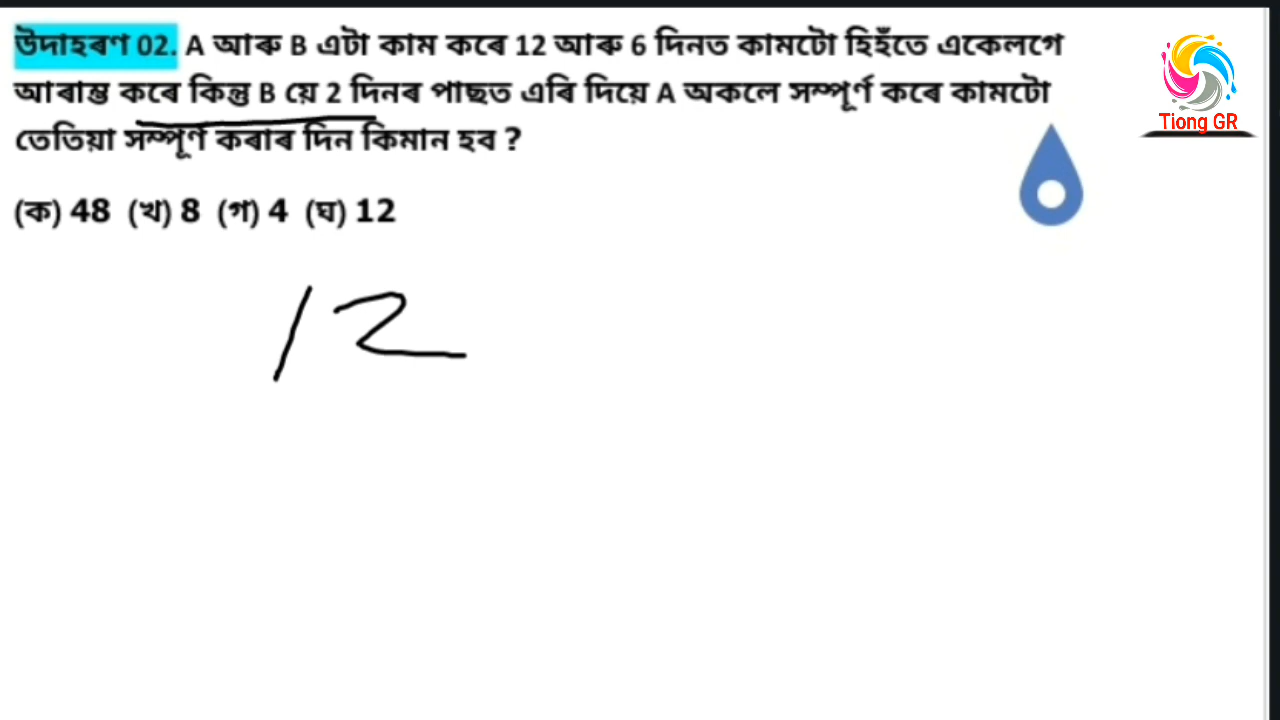 উদাহৰণ 02. A আৰু B এটা কাম কৰে 12 আৰু 6 দিনত কামটো হিহঁতে একেলগে
আৰাম্ভ কৰে কিন্তু B য়ে 2 দিনৰ পাছত এৰি দিয়ে A অকলে সম্পূৰ্ণ কৰে কামটো
তেতিয়া সম্পূৰ্ণ কৰাৰ দিন কিমান হব ?
(ক) 48 (খ) 8 (গ) 4 (ঘ) 12
12
Tiong GR